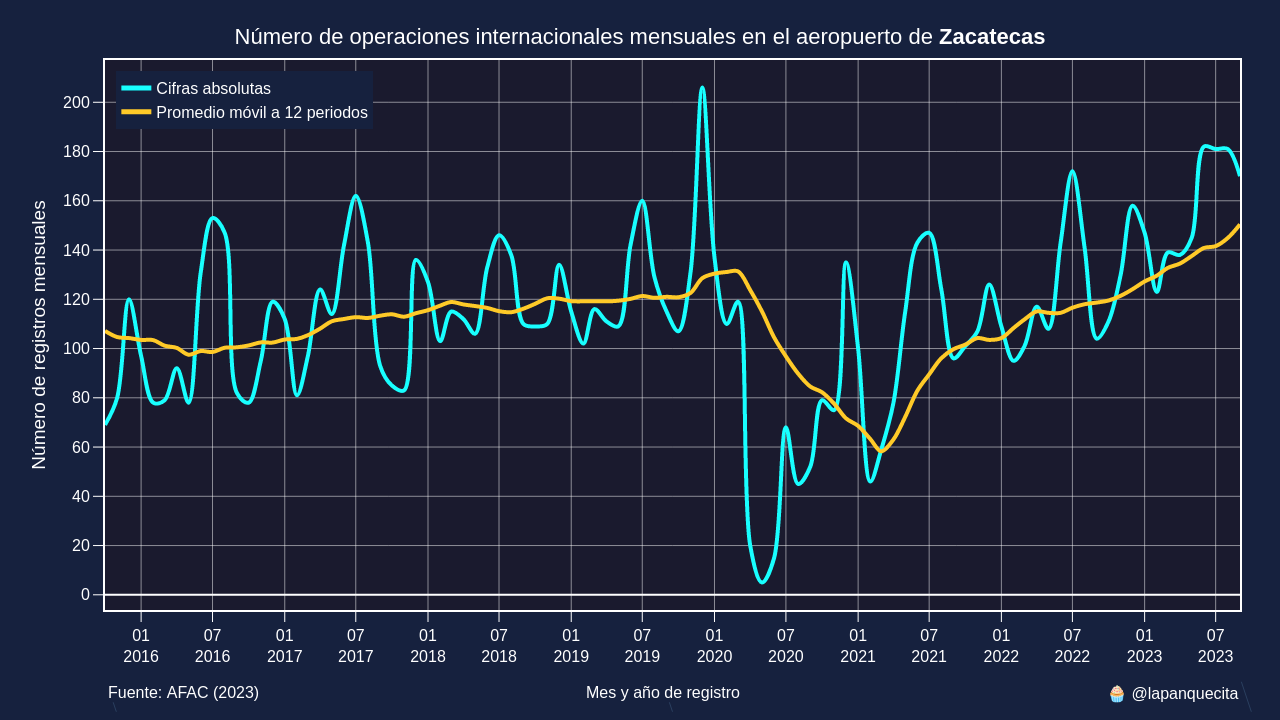 Número de operaciones internacionales mensuales en el aeropuerto de Zacatecas
Cifras absolutas
Promedio móvil a 12 periodos
Número de registros mensuales
200
180
160
140
120
100
80
60
40
20
0
01 07 01 07 01 07 01 07 01 07 01 07 01 07 01 07
2016 2016 2017 2017 2018 2018 2019 2019 2020 2020 2021 2021 2022 2022 2023 2023
Fuente: AFAC (2023) Mes y año de registro 🧁 @lapanquecita